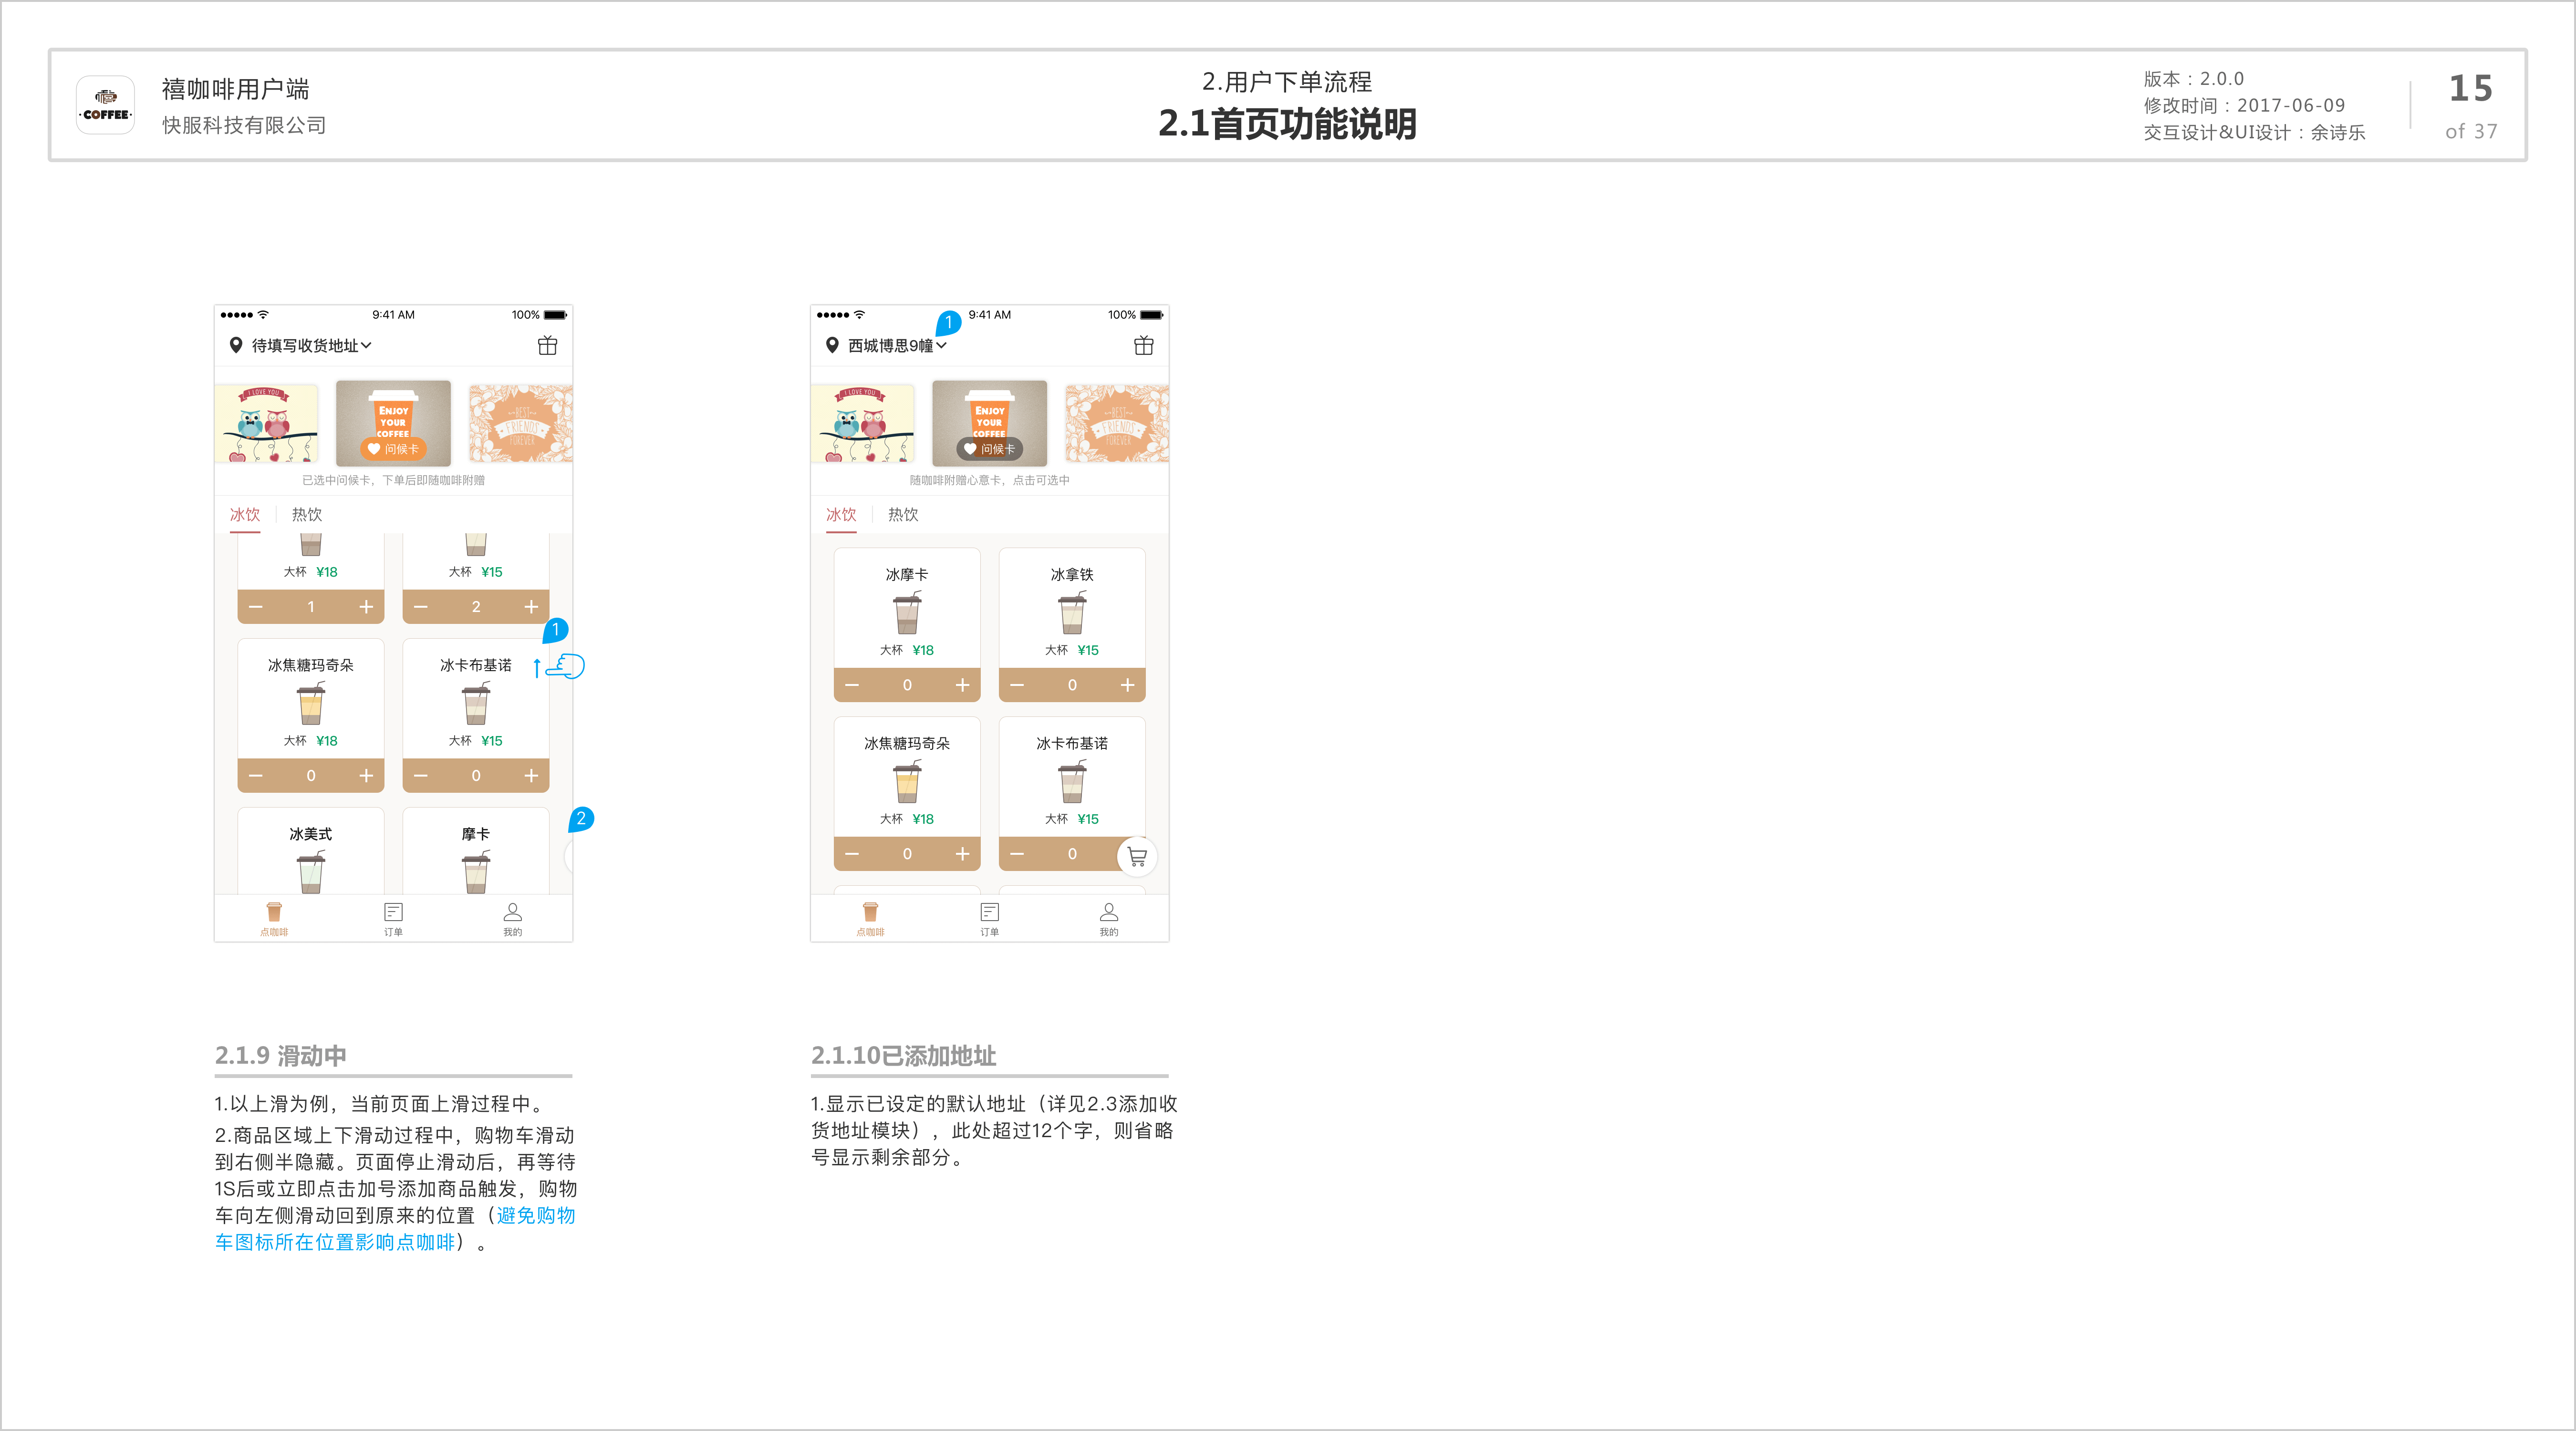 ·COFFEE·
禧咖啡用户端
快服科技有限公司
2.用户下单流程
2.1首页功能说明
版本：2.0.0
修改时间：2017-06-09
交互设计&UI设计：余诗乐
15
of 37
9:41 AM
100%
待填写收货地址
I LOVE YOU
ENJOY
YOUR
COFFEE
问候卡
BEST
FRIENDS
FOREVER
已选中问候卡，下单后即随咖啡附赠
冰饮
热饮
大杯 ¥18
大杯 ¥15
1
2
1
冰焦糖玛奇朵
冰卡布基诺
大杯 ¥18
大杯 ¥15
0
0
2
冰美式
摩卡
点咖啡
订单
我的
2.1.9 滑动中
1.以上滑为例，当前页面上滑过程中。
2.商品区域上下滑动过程中，购物车滑动
到右侧半隐藏。页面停止滑动后，再等待
1S后或立即点击加号添加商品触发，购物
车向左侧滑动回到原来的位置（避免购物
车图标所在位置影响点咖啡）。
1
9:41 AM
100%
西城博思9幢
I LOVE YOU
ENJOY
YOUR
COFFEE
问候卡
BEST
FRIENDS
FOREVER
随咖啡附赠心意卡，点击可选中
冰饮
热饮
冰摩卡
冰拿铁
大杯 ¥18
大杯 ¥15
0
0
冰焦糖玛奇朵
冰卡布基诺
大杯 ¥18
大杯 ¥15
0
0
点咖啡
订单
我的
2.1.10已添加地址
1.显示已设定的默认地址（详见2.3添加收
货地址模块），此处超过12个字，则省略
号显示剩余部分。